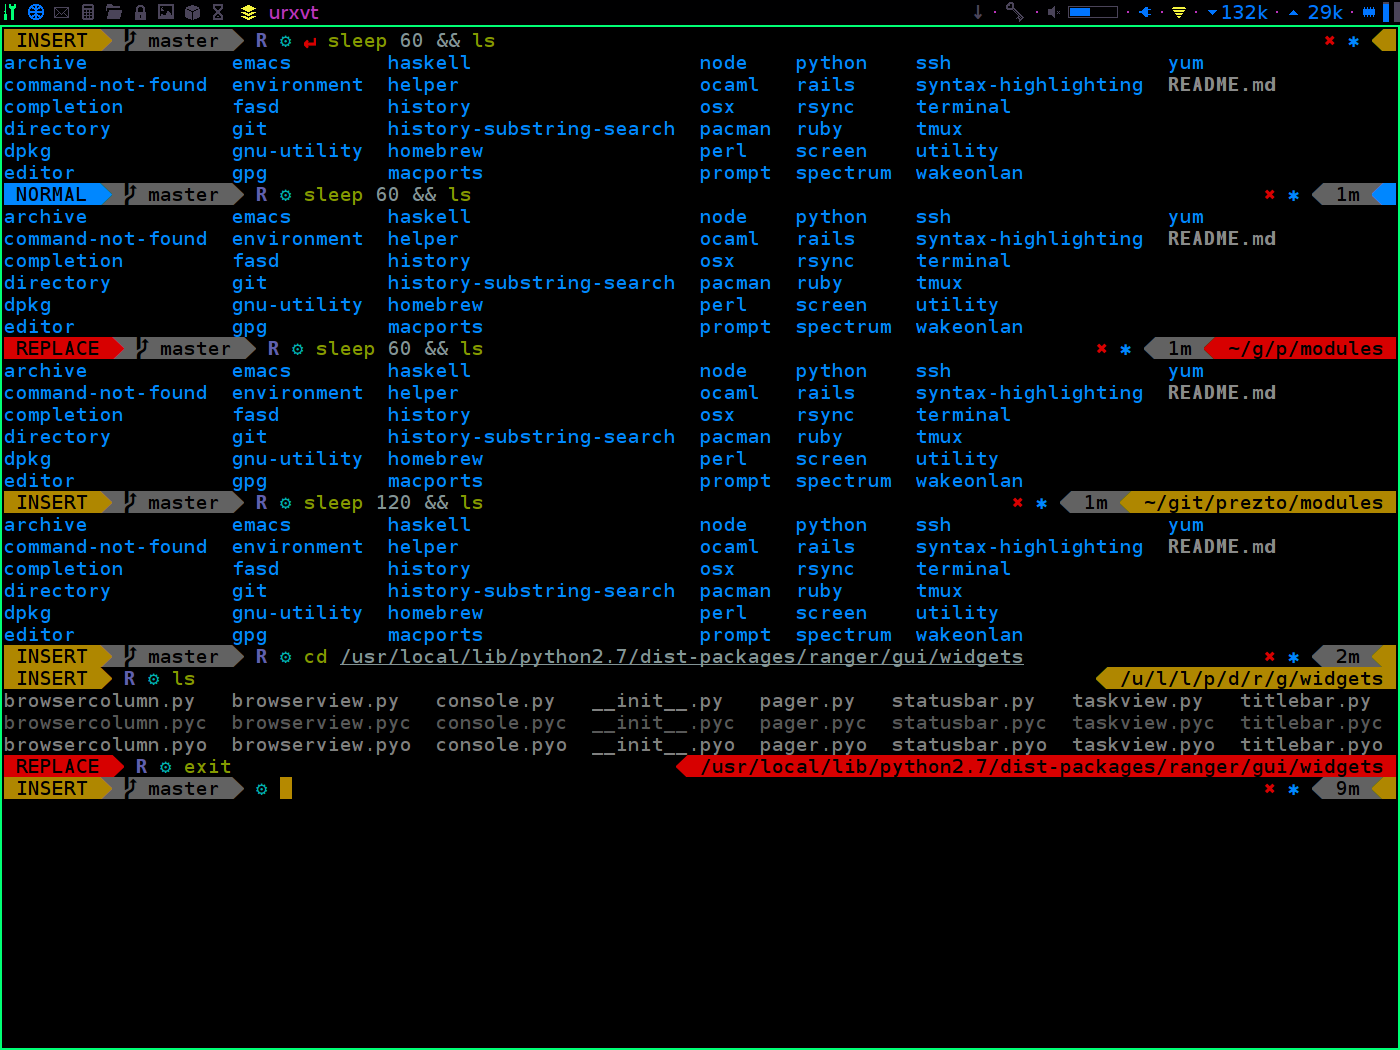 urxvt 132k 29k
INSERT master R ⚙ ↵ sleep 60 && ls ✖ ✱
archive emacs haskell node python ssh yum
command-not-found environment helper ocaml rails syntax-highlighting README.md
completion fasd history osx rsync terminal
directory git history-substring-search pacman ruby tmux
dpkg gnu-utility homebrew perl screen utility
editor gpg macports prompt spectrum wakeonlan
NORMAL master R ⚙ sleep 60 && ls ✖ ✱ 1m
archive emacs haskell node python ssh yum
command-not-found environment helper ocaml rails syntax-highlighting README.md
completion fasd history osx rsync terminal
directory git history-substring-search pacman ruby tmux
dpkg gnu-utility homebrew perl screen utility
editor gpg macports prompt spectrum wakeonlan
REPLACE master R ⚙ sleep 60 && ls ✖ ✱ 1m ~/g/p/modules
archive emacs haskell node python ssh yum
command-not-found environment helper ocaml rails syntax-highlighting README.md
completion fasd history osx rsync terminal
directory git history-substring-search pacman ruby tmux
dpkg gnu-utility homebrew perl screen utility
editor gpg macports prompt spectrum wakeonlan
INSERT master R ⚙ sleep 120 && ls ✖ ✱ 1m ~/git/prezto/modules
archive emacs haskell node python ssh yum
command-not-found environment helper ocaml rails syntax-highlighting README.md
completion fasd history osx rsync terminal
directory git history-substring-search pacman ruby tmux
dpkg gnu-utility homebrew perl screen utility
editor gpg macports prompt spectrum wakeonlan
INSERT master R ⚙ cd /usr/local/lib/python2.7/dist-packages/ranger/gui/widgets ✖ ✱ 2m
INSERT R ⚙ ls /u/l/l/p/d/r/g/widgets
browsercolumn.py browserview.py console.py __init__.py pager.py statusbar.py taskview.py titlebar.py
browsercolumn.pyc browserview.pyc console.pyc __init__.pyc pager.pyc statusbar.pyc taskview.pyc titlebar.pyc
browsercolumn.pyo browserview.pyo console.pyo __init__.pyo pager.pyo statusbar.pyo taskview.pyo titlebar.pyo
REPLACE R ⚙ exit /usr/local/lib/python2.7/dist-packages/ranger/gui/widgets
INSERT master ⚙ ✖ ✱ 9m